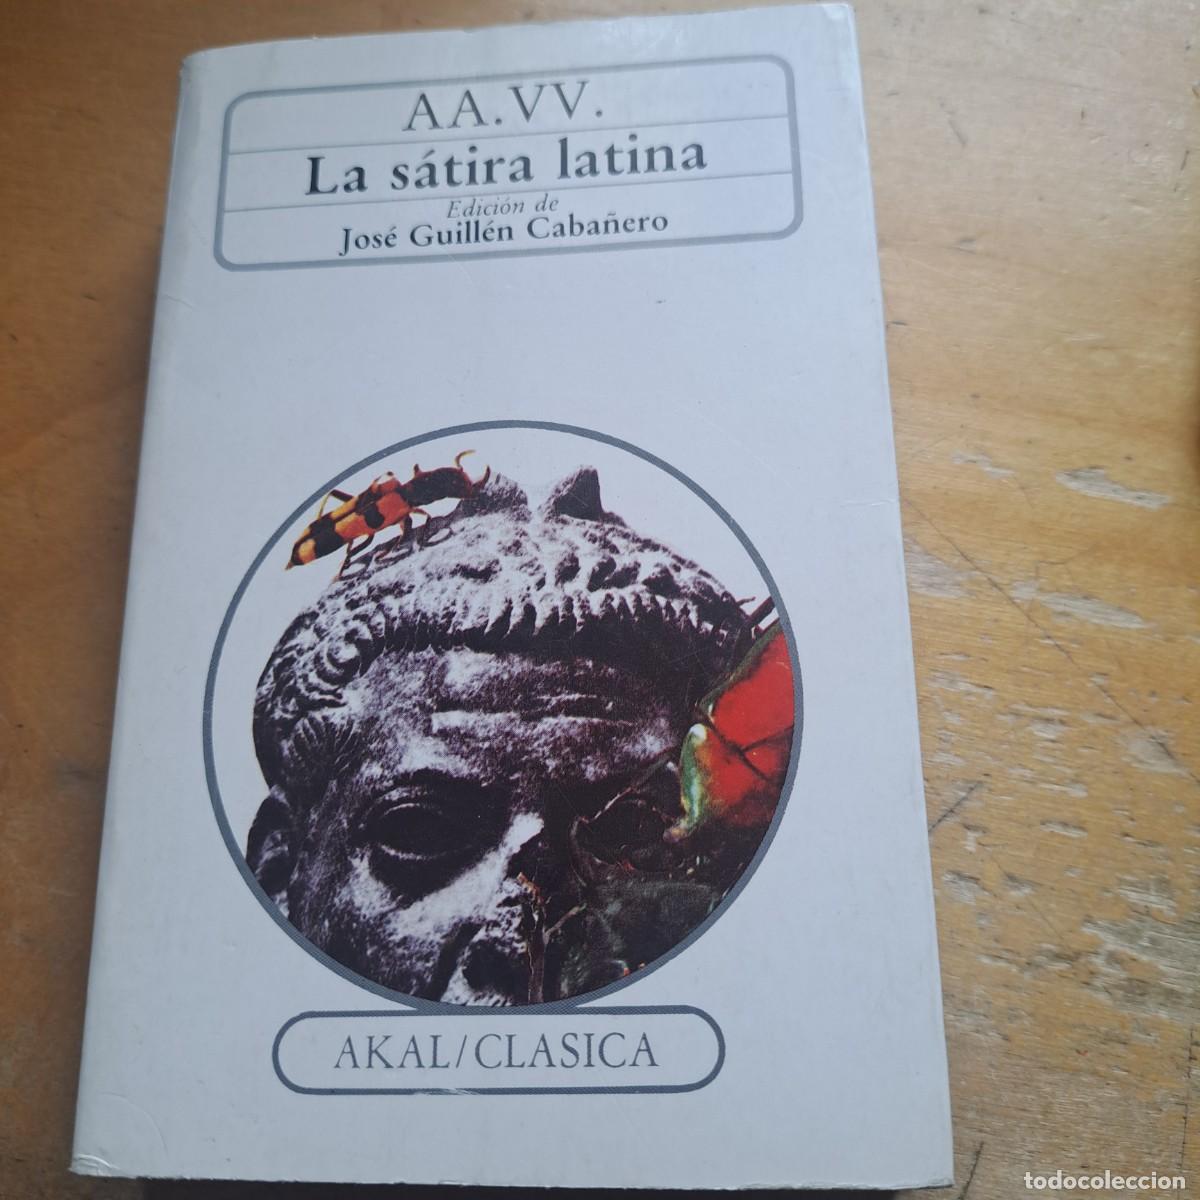 AA.VV.
La sátira latina
Edición de
José Guillén Cabañero
AKAL/CLASICA
todocoleccion